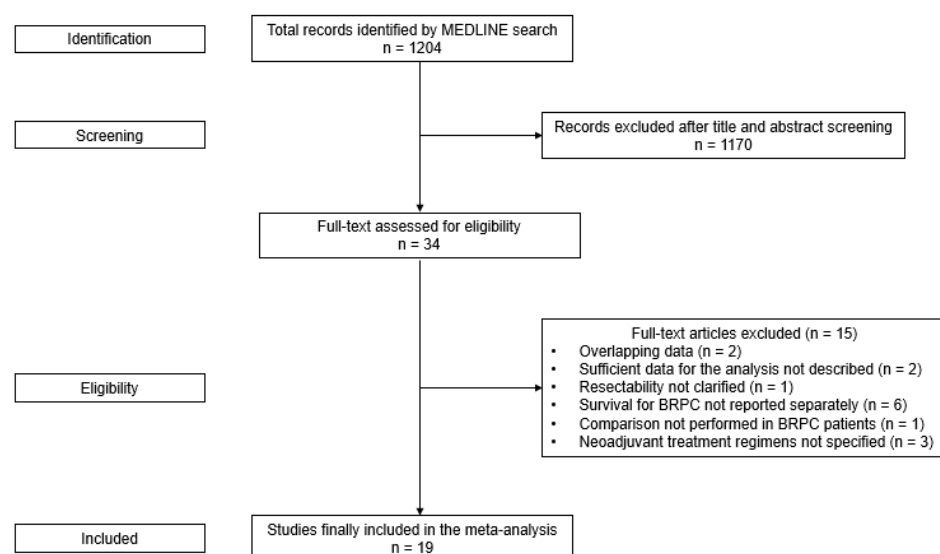 Identification
Total records identified by MEDLINE search
n = 1204
Screening
Records excluded after title and abstract screening
n = 1170
Full-text assessed for eligibility
n = 34
Eligibility
Full-text articles excluded (n = 15)
• Overlapping data (n = 2)
• Sufficient data for the analysis not described (n = 2)
• Resectability not clarified (n = 1)
• Survival for BRPC not reported separately (n = 6)
• Comparison not performed in BRPC patients (n = 1)
• Neoadjuvant treatment regimens not specified (n = 3)
Included
Studies finally included in the meta-analysis
n = 19